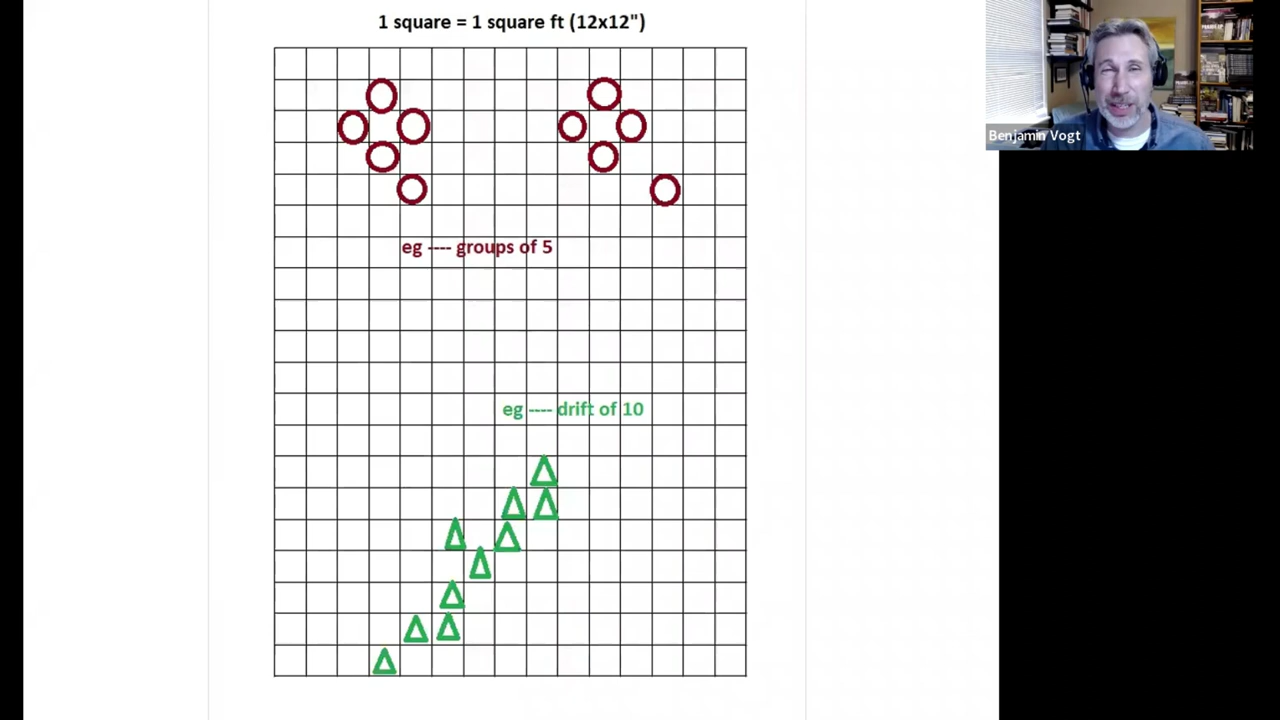 1 square = 1 square ft (12x12")
Benjamin Vogt
eg ---- groups of 5
eg ---- drift of 10